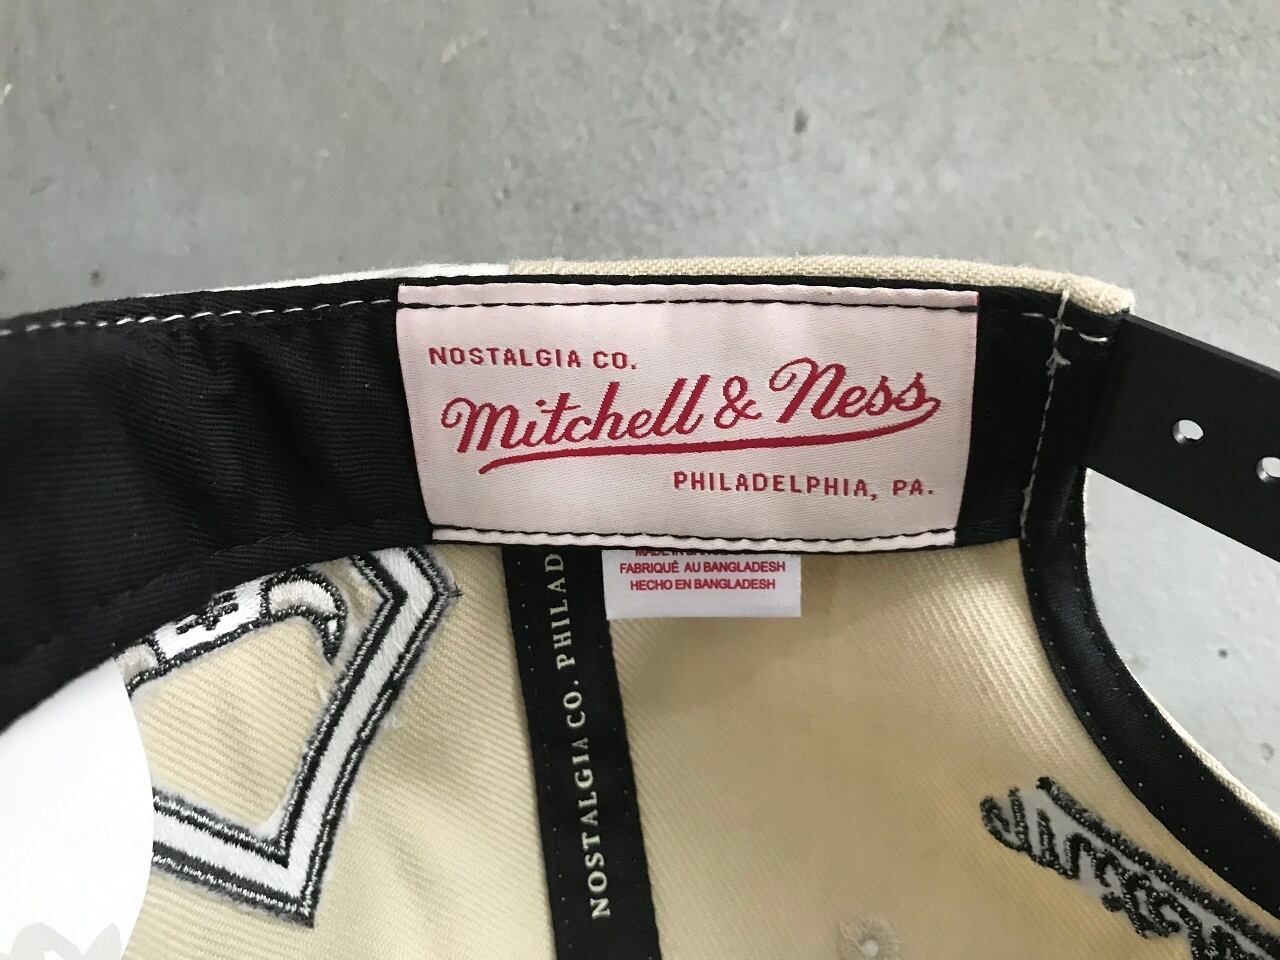 NOSTALGIA CO.
Mitchell & Ness
PHILADELPHIA, PA.
FABRIQUÉ AU BANGLADESH
HECHO EN BANGLADESH
NOSTALGIA CO. PHILAD